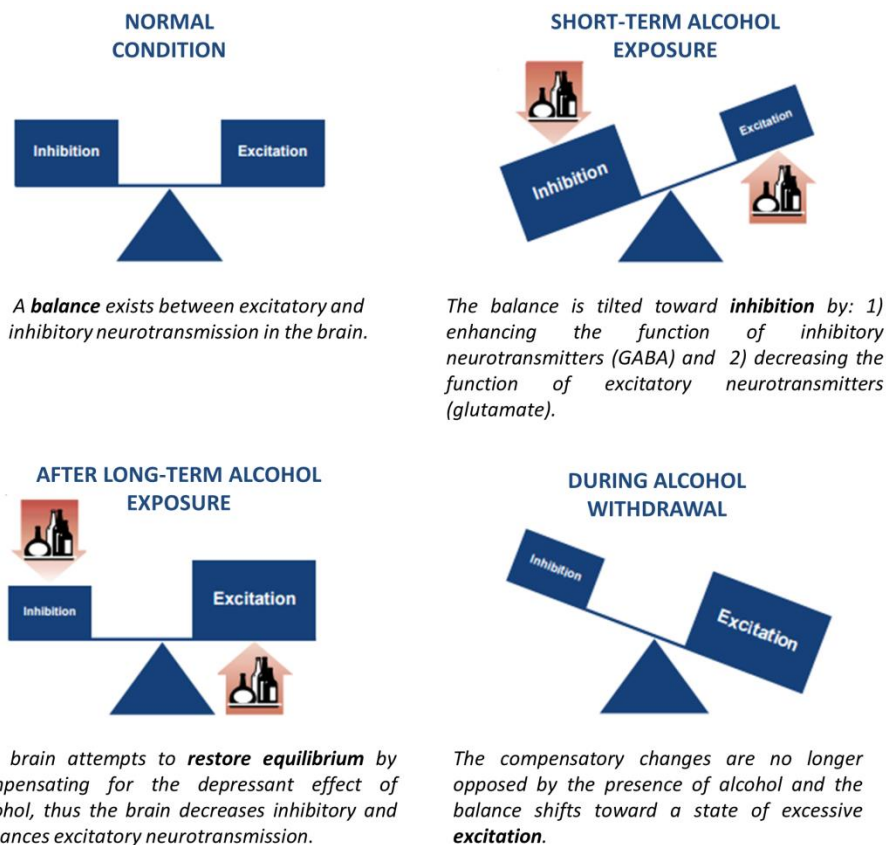 NORMAL
CONDITION
Inhibition
Excitation
A balance exists between excitatory and
inhibitory neurotransmission in the brain.
SHORT-TERM ALCOHOL
EXPOSURE
Inhibition
Excitation
The balance is tilted toward inhibition by: 1)
enhancing the function of inhibitory
neurotransmitters (GABA) and 2) decreasing the
function of excitatory neurotransmitters
(glutamate).
AFTER LONG-TERM ALCOHOL
EXPOSURE
Inhibition
Excitation
brain attempts to restore equilibrium by
mpensating for the depressant effect of
ohol, thus the brain decreases inhibitory and
ances excitatory neurotransmission.
DURING ALCOHOL
WITHDRAWAL
Inhibition
Excitation
The compensatory changes are no longer
opposed by the presence of alcohol and the
balance shifts toward a state of excessive
excitation.